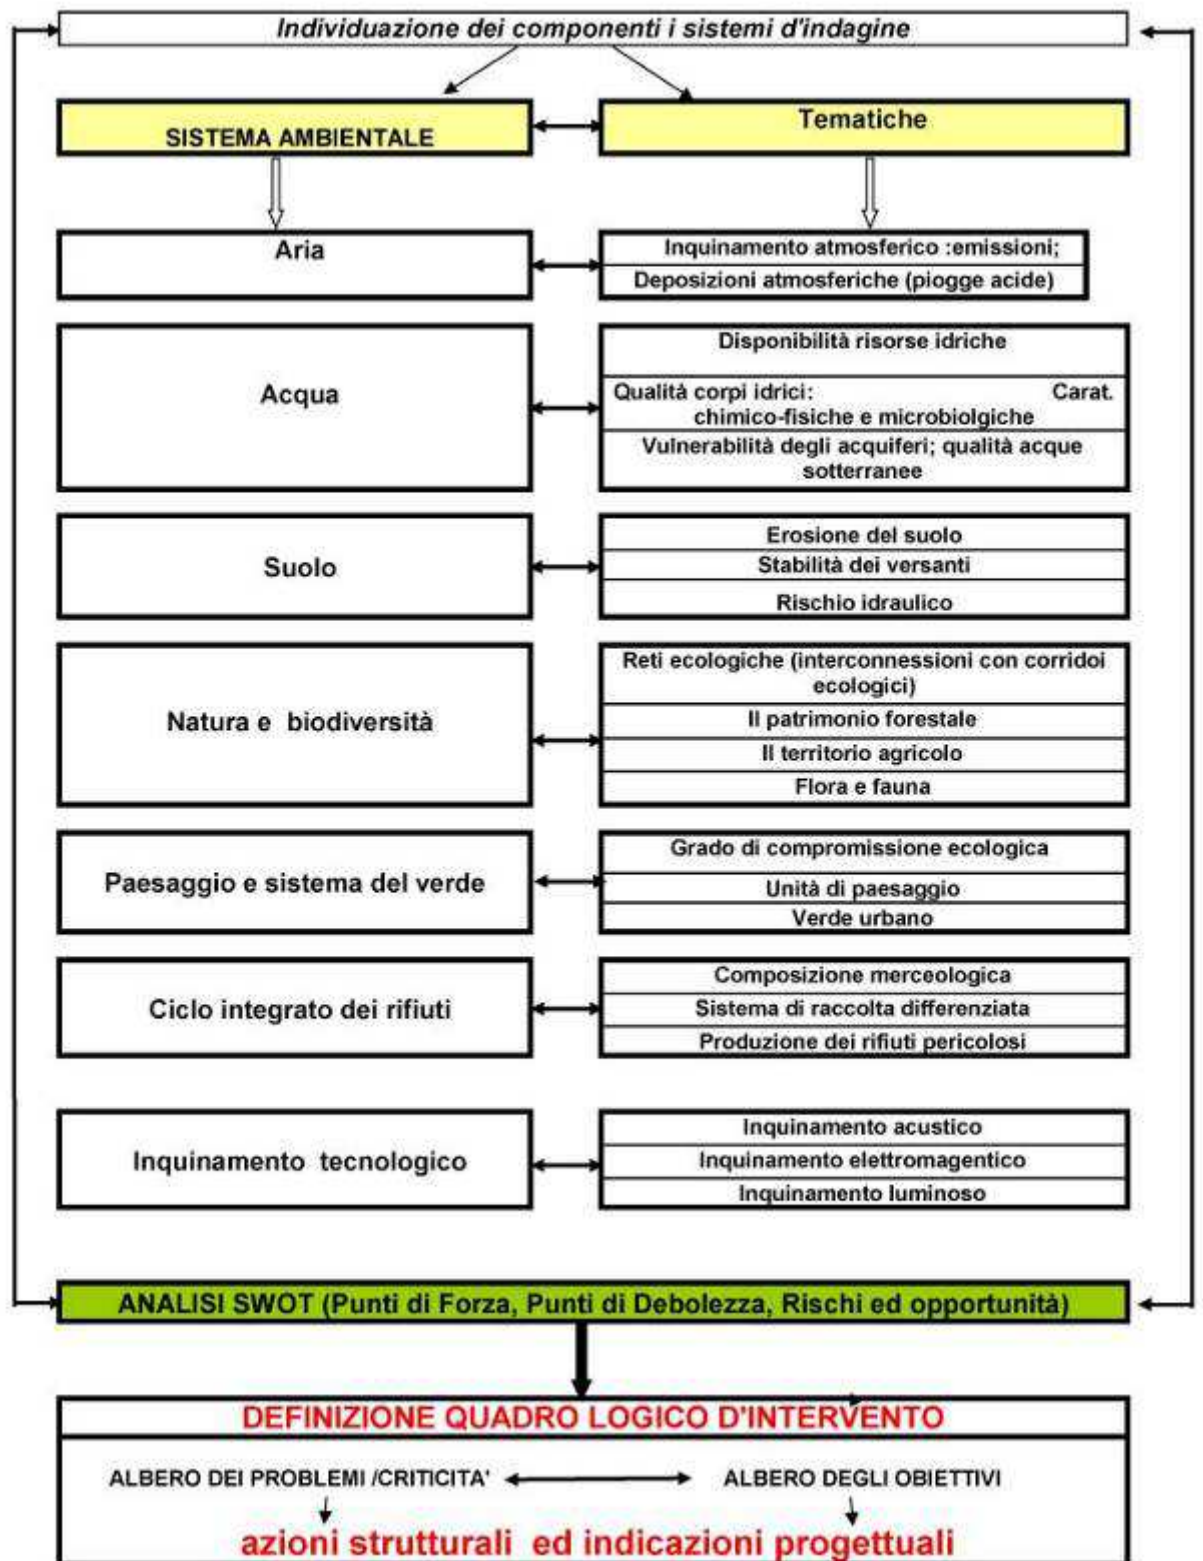 Individuazione dei componenti i sistemi d'indagine
SISTEMA AMBIENTALE
Tematiche
Aria
Inquinamento atmosferico :emissioni;
Deposizioni atmosferiche (piogge acide)
Acqua
Disponibilità risorse idriche
Qualità corpi idrici: Carat.
chimico-fisiche e microbiolgiche
Vulnerabilità degli acquiferi; qualità acque
sotterranee
Suolo
Erosione del suolo
Stabilità dei versanti
Rischio idraulico
Natura e biodiversità
Reti ecologiche (interconnessioni con corridoi
ecologici)
Il patrimonio forestale
Il territorio agricolo
Flora e fauna
Paesaggio e sistema del verde
Grado di compromissione ecologica
Unità di paesaggio
Verde urbano
Ciclo integrato dei rifiuti
Composizione merceologica
Sistema di raccolta differenziata
Produzione dei rifiuti pericolosi
Inquinamento tecnologico
Inquinamento acustico
Inquinamento elettromagentico
Inquinamento luminoso
ANALISI SWOT (Punti di Forza, Punti di Debolezza, Rischi ed opportunità)
DEFINIZIONE QUADRO LOGICO D'INTERVENTO
ALBERO DEI PROBLEMI /CRITICITA' ALBERO DEGLI OBIETTIVI
azioni strutturali ed indicazioni progettuali